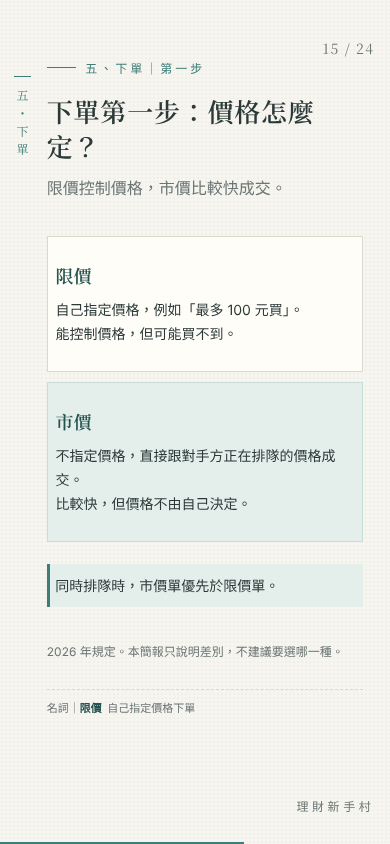 15 / 24
五、下單｜第一步
五・下單
下單第一步：價格怎麼
定？
限價控制價格，市價比較快成交。
限價
自己指定價格，例如「最多 100 元買」。
能控制價格，但可能買不到。
市價
不指定價格，直接跟對手方正在排隊的價格成
交。
比較快，但價格不由自己決定。
同時排隊時，市價單優先於限價單。
2026 年規定。本簡報只說明差別，不建議要選哪一種。
名詞｜限價 自己指定價格下單
理財新手村